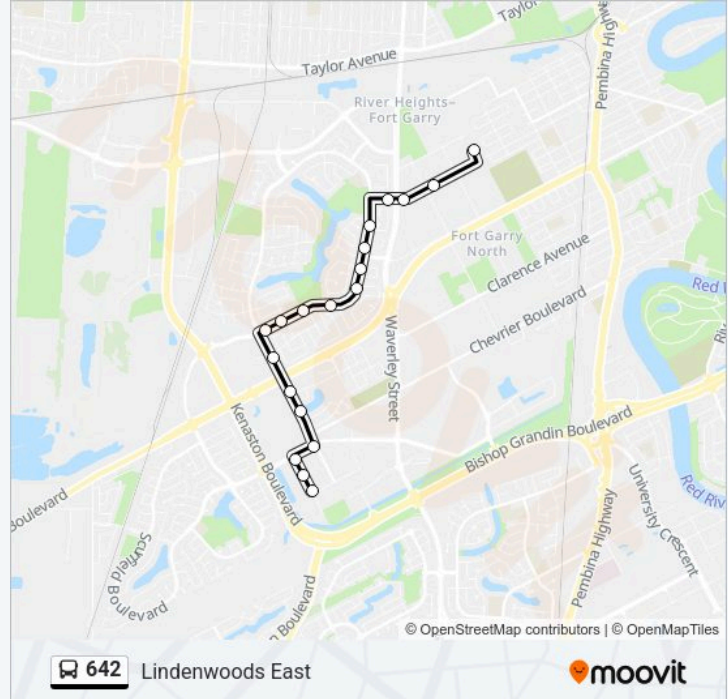 Taylor
Taylor Avenue
Pembina Highway
River Heights–
Fort Garry
Fort Garry
North
Clarence Avenue
Red
Chevrier Boulevard
Waverley Street
Kenaston Boulevard
Bishop Grandin Boulevard
Boulevard
University Crescent
Pembina Highway
Scurfield
Boulevard
Boulevard
© OpenStreetMap contributors | © OpenMapTiles
642 Lindenwoods East
moovit